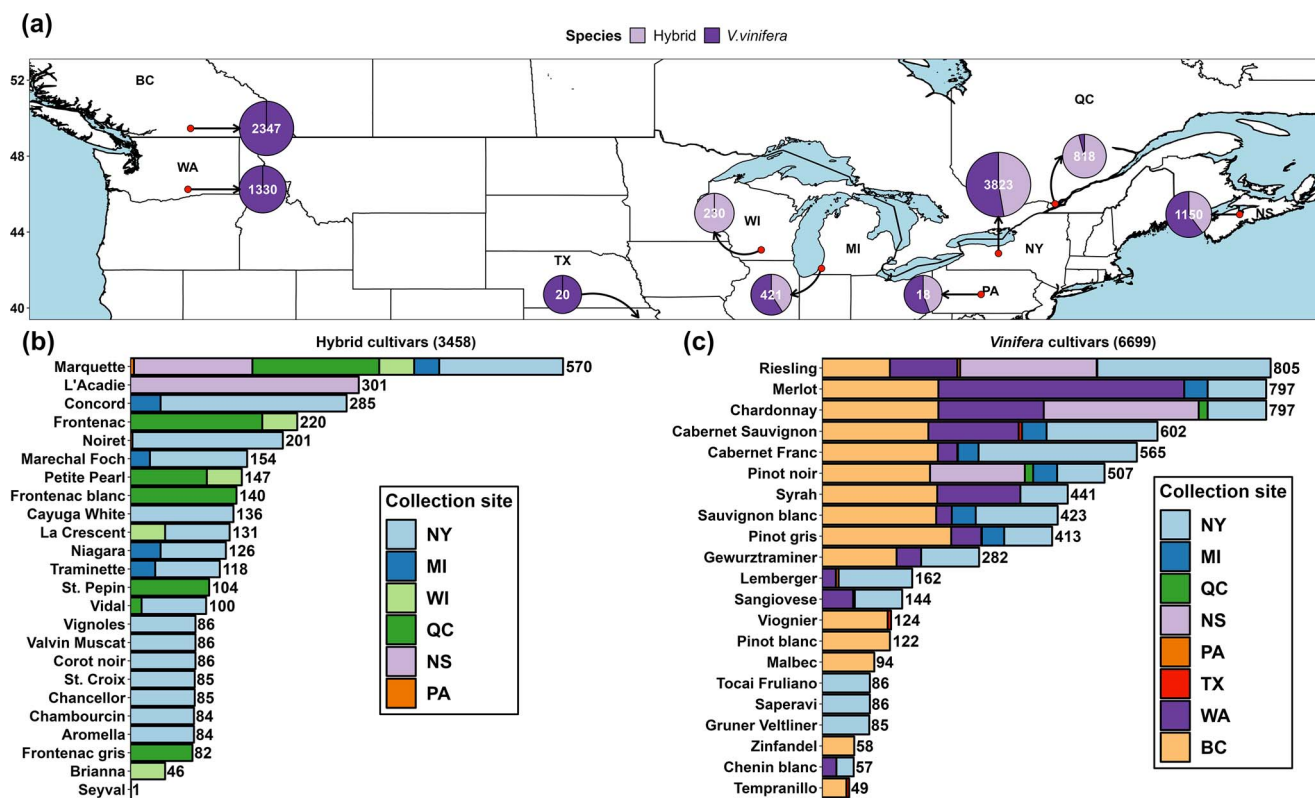 (a)
Species Hybrid V.vinifera
52
48
44
40
BC
WA
TX
WI
MI
NY
PA
QC
NS
2347
1330
20
230
421
3823
18
818
1150
(b)
Hybrid cultivars (3458)
Marquette 570
L'Acadie 301
Concord 285
Frontenac 220
Noiret 201
Marechal Foch 154
Petite Pearl 147
Frontenac blanc 140
Cayuga White 136
La Crescent 131
Niagara 126
Traminette 118
St. Pepin 104
Vidal 100
Vignoles 86
Valvin Muscat 86
Corot noir 86
St. Croix 85
Chancellor 85
Chambourcin 84
Aromella 84
Frontenac gris 82
Brianna 46
Seyval 1
Collection site
NY
MI
WI
QC
NS
PA
(c)
Vinifera cultivars (6699)
Riesling 805
Merlot 797
Chardonnay 797
Cabernet Sauvignon 602
Cabernet Franc 565
Pinot noir 507
Syrah 441
Sauvignon blanc 423
Pinot gris 413
Gewurztraminer 282
Lemberger 162
Sangiovese 144
Viognier 124
Pinot blanc 122
Malbec 94
Tocai Fruliano 86
Saperavi 86
Gruner Veltliner 85
Zinfandel 58
Chenin blanc 57
Tempranillo 49
Collection site
NY
MI
QC
NS
PA
TX
WA
BC